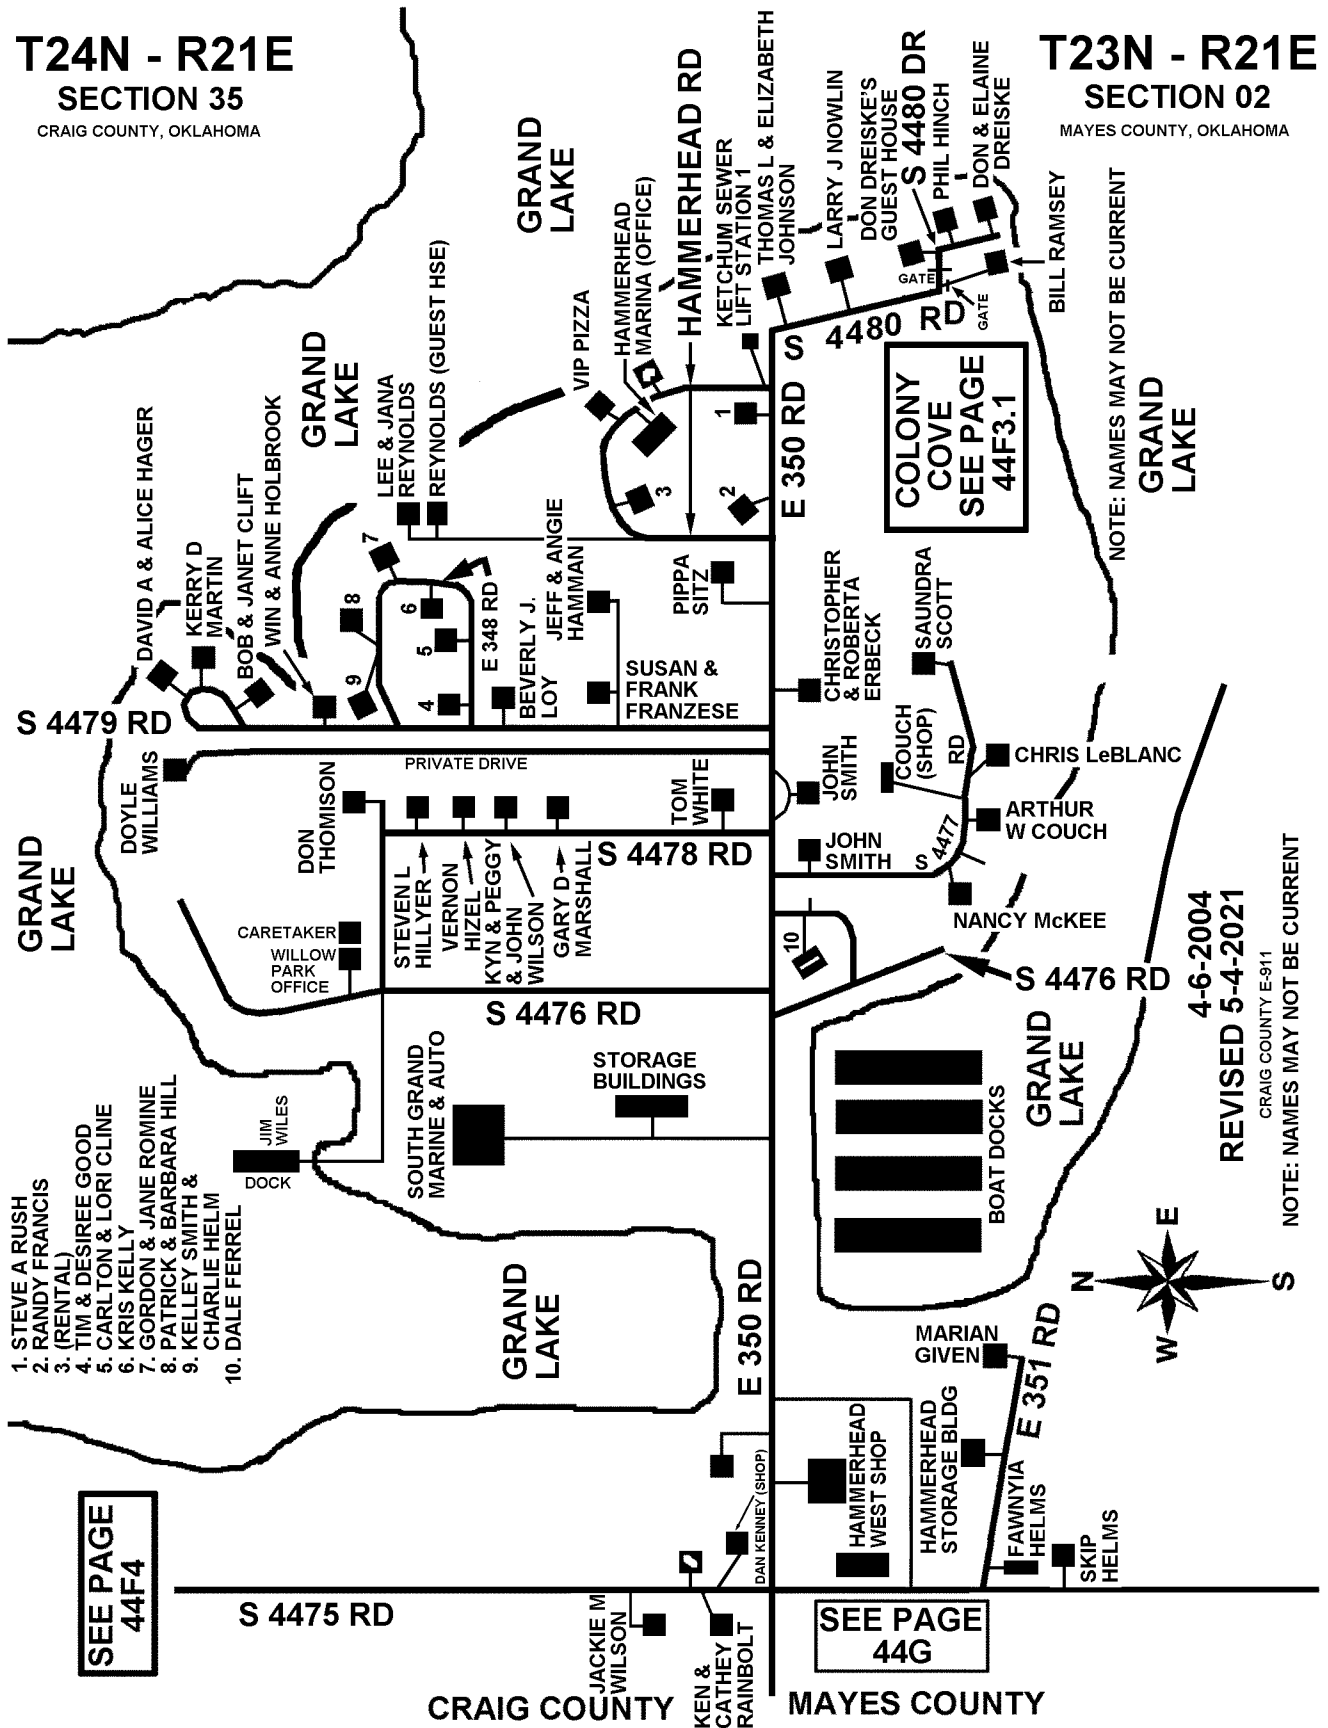 T24N - R21E
SECTION 35
CRAIG COUNTY, OKLAHOMA
T23N - R21E
SECTION 02
MAYES COUNTY, OKLAHOMA
GRAND
LAKE
HAMMERHEAD RD
KETCHUM SEWER
LIFT STATION 1
THOMAS L & ELIZABETH
JOHNSON
LARRY J NOWLIN
DON DREISKE'S
GUEST HOUSE
S 4480 DR
PHIL HINCH
DON & ELAINE
DREISKE
BILL RAMSEY
NOTE: NAMES MAY NOT BE CURRENT
GATE
GATE
S 4480 RD
HAMMERHEAD
MARINA (OFFICE)
VIP PIZZA
GRAND
LAKE
LEE & JANA
REYNOLDS
REYNOLDS (GUEST HSE)
1
2
3
E 350 RD
COLONY
COVE
SEE PAGE
44F3.1
GRAND
LAKE
DAVID A & ALICE HAGER
KERRY D
MARTIN
BOB & JANET CLIFT
WIN & ANNE HOLBROOK
7
8
6
5
9
4
E 348 RD
BEVERLY J.
LOY
JEFF & ANGIE
HAMMAN
SUSAN &
FRANK
FRANZESE
PIPPA
SITZ
CHRISTOPHER
& ROBERTA
ERBECK
SAUNDRA
SCOTT
S 4479 RD
PRIVATE DRIVE
DOYLE
WILLIAMS
DON
THOMISON
TOM
WHITE
JOHN
SMITH
COUCH
(SHOP)
CHRIS LeBLANC
ARTHUR
W COUCH
S 4477 RD
JOHN
SMITH
NANCY McKEE
S 4478 RD
STEVEN L
HILLYER
VERNON
HIZEL
KYN & PEGGY
& JOHN
WILSON
GARY D
MARSHALL
GRAND
LAKE
CARETAKER
WILLOW
PARK
OFFICE
10
S 4476 RD
S 4476 RD
4-6-2004
REVISED 5-4-2021
CRAIG COUNTY E-911
NOTE: NAMES MAY NOT BE CURRENT
SOUTH GRAND
MARINE & AUTO
STORAGE
BUILDINGS
GRAND
LAKE
BOAT DOCKS
JIM
WILES
DOCK
1. STEVE A RUSH
2. RANDY FRANCIS
3. (RENTAL)
4. TIM & DESIREE GOOD
5. CARLTON & LORI CLINE
6. KRIS KELLY
7. GORDON & JANE ROMINE
8. PATRICK & BARBARA HILL
9. KELLEY SMITH &
CHARLIE HELM
10. DALE FERREL
GRAND
LAKE
E 350 RD
N
E
S
W
MARIAN
GIVEN
E 351 RD
HAMMERHEAD
WEST SHOP
HAMMERHEAD
STORAGE BLDG
FAWNYIA
HELMS
SKIP
HELMS
DAN KENNEY (SHOP)
SEE PAGE
44F4
S 4475 RD
JACKIE M
WILSON
KEN &
CATHEY
RAINBOLT
SEE PAGE
44G
CRAIG COUNTY
MAYES COUNTY